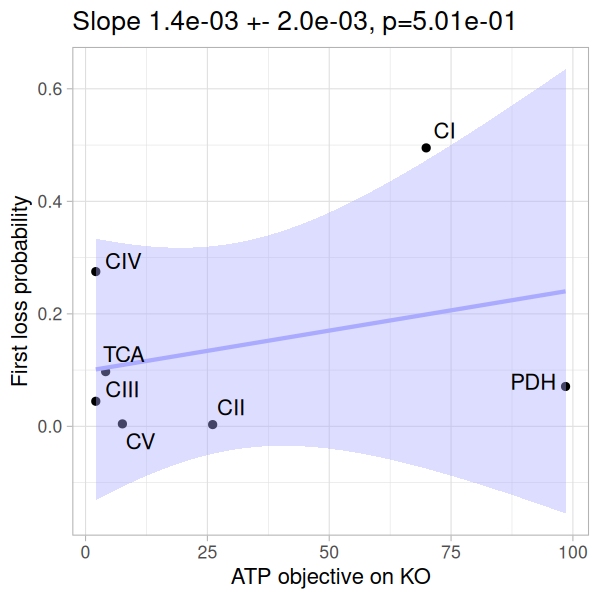 Slope 1.4e-03 +- 2.0e-03, p=5.01e-01
First loss probability
0.6
0.4
0.2
0.0
CI
CIV
TCA
CIII
PDH
CII
CV
0
25
50
75
100
ATP objective on KO